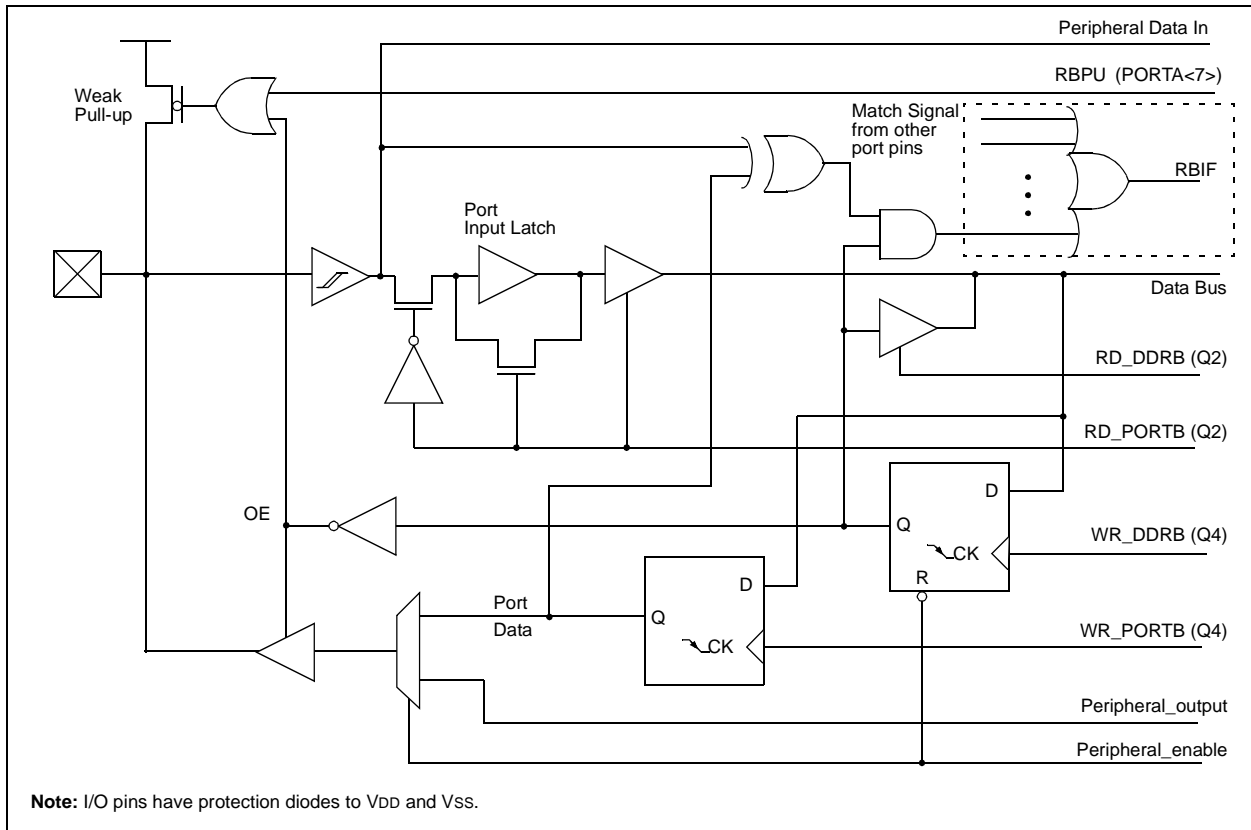 Peripheral Data In
RBPU (PORTA<7>)
Weak
Pull-up
Match Signal
from other
port pins
RBIF
Port
Input Latch
Data Bus
RD_DDRB (Q2)
RD_PORTB (Q2)
D
OE
Q
WR_DDRB (Q4)
CK
R
D
Port
Data
Q
WR_PORTB (Q4)
CK
Peripheral_output
Peripheral_enable
Note: I/O pins have protection diodes to VDD and VSS.